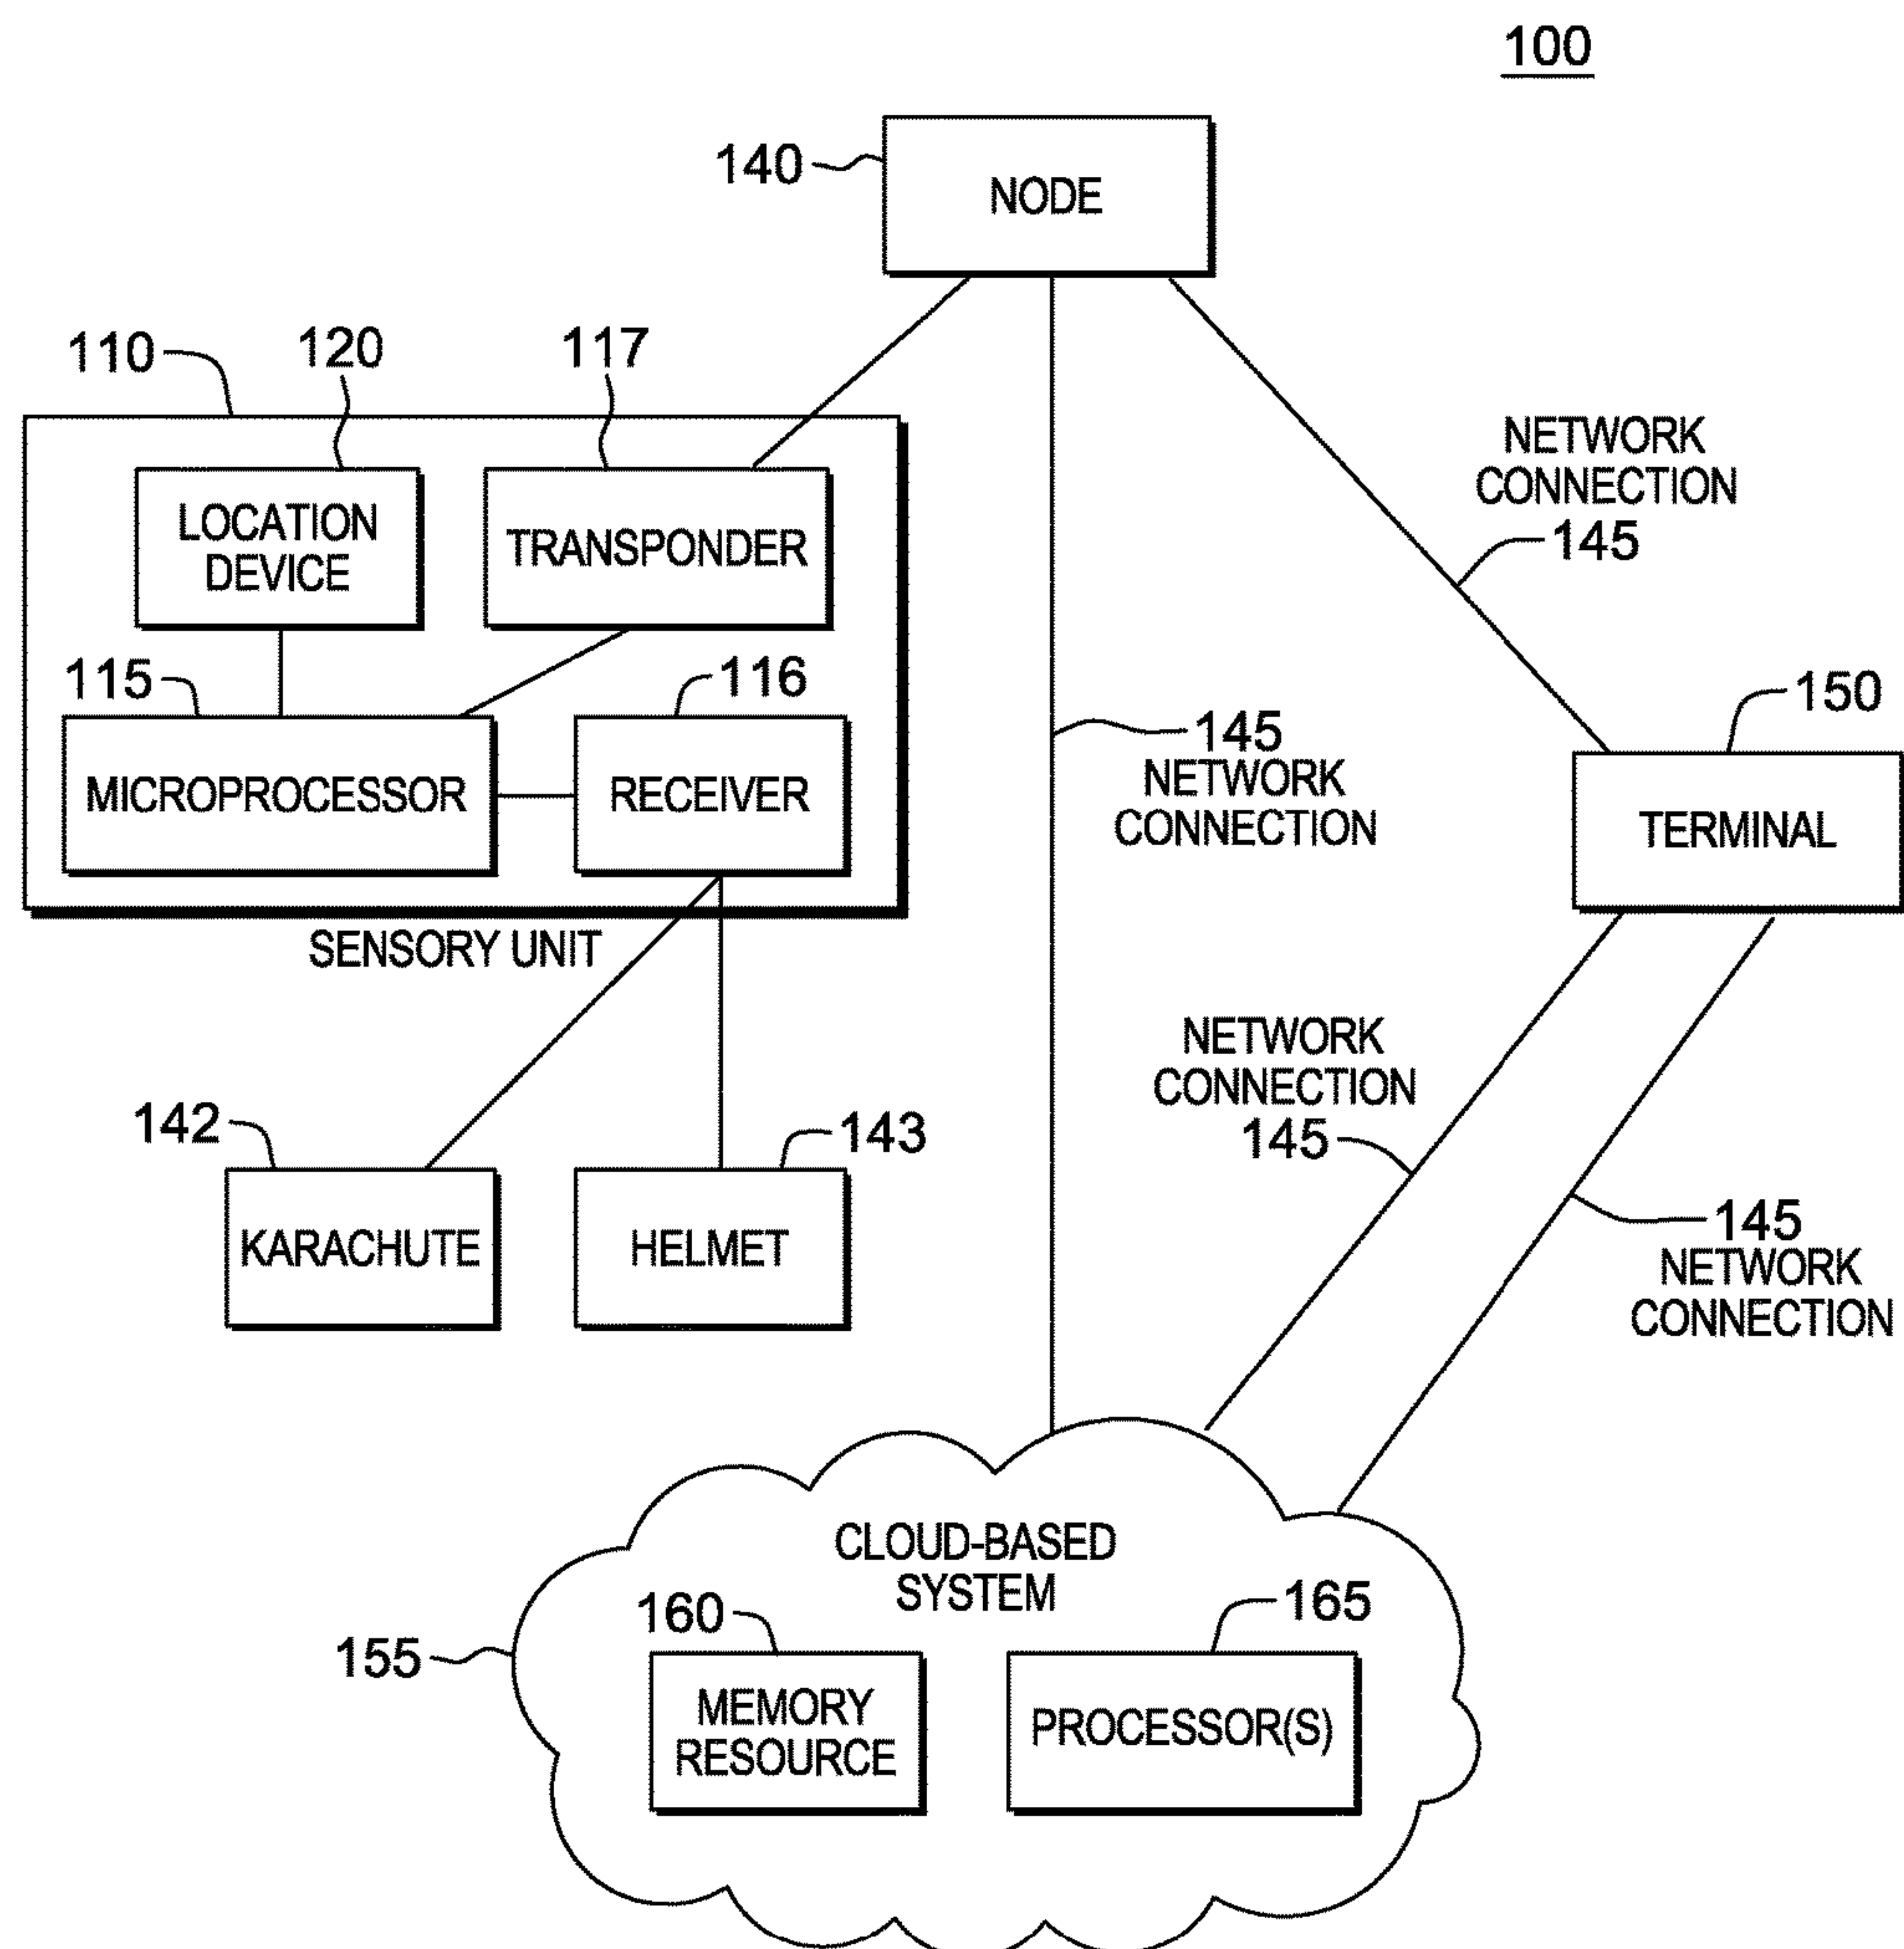 100
140
NODE
110
120
117
LOCATION
DEVICE
TRANSPONDER
NETWORK
CONNECTION
145
115
116
MICROPROCESSOR
RECEIVER
145
NETWORK
CONNECTION
150
TERMINAL
SENSORY UNIT
NETWORK
CONNECTION
145
142
143
KARACHUTE
HELMET
145
NETWORK
CONNECTION
CLOUD-BASED
SYSTEM
155
160
165
MEMORY
RESOURCE
PROCESSOR(S)